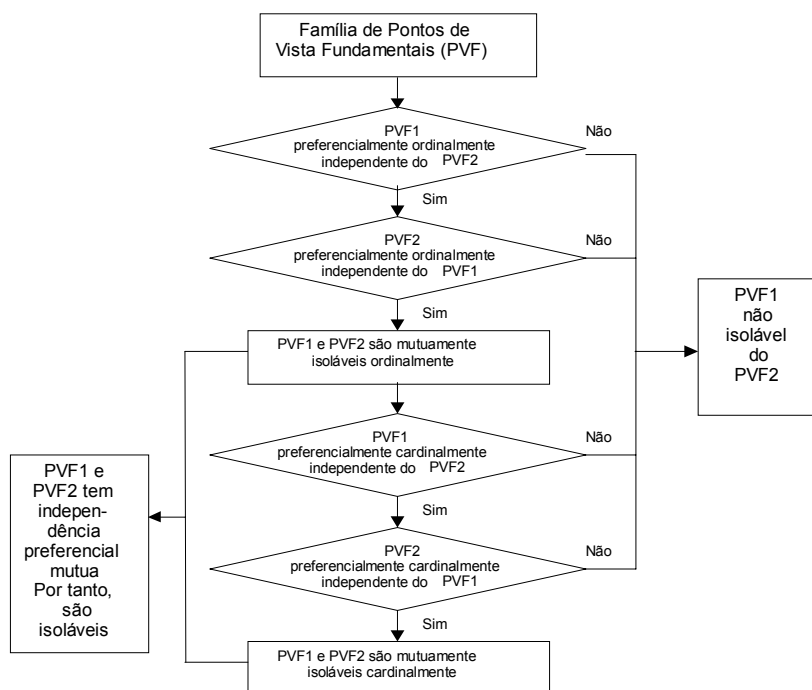 Família de Pontos de
Vista Fundamentais (PVF)
PVF1
preferencialmente ordinalmente
independente do PVF2
Não
Sim
PVF2
preferencialmente ordinalmente
independente do PVF1
Não
Sim
PVF1 e PVF2 são mutuamente
isoláveis ordinalmente
PVF1
não
isolável
do
PVF2
PVF1
preferencialmente cardinalmente
independente do PVF2
Não
Sim
PVF1 e
PVF2 tem
indepen-
dência
preferencial
mutua
Por tanto,
são
isoláveis
PVF2
preferencialmente cardinalmente
independente do PVF1
Não
Sim
PVF1 e PVF2 são mutuamente
isoláveis cardinalmente